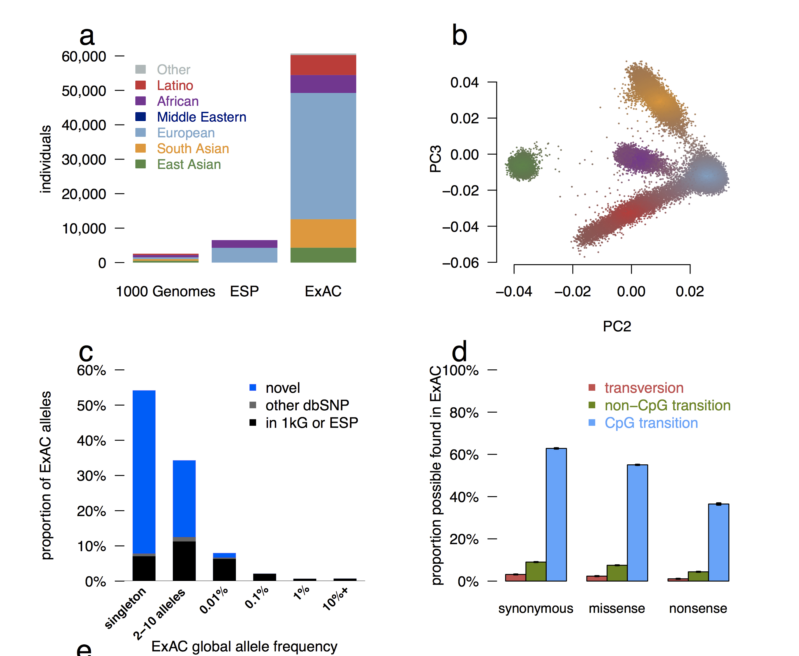 a
60,000
50,000
40,000
30,000
20,000
10,000
0
individuals
Other
Latino
African
Middle Eastern
European
South Asian
East Asian
1000 Genomes
ESP
ExAC
b
0.04
0.02
0.00
−0.02
−0.04
−0.06
PC3
−0.04
−0.02
0.00
0.02
PC2
c
60%
50%
40%
30%
20%
10%
0%
proportion of ExAC alleles
novel
other dbSNP
in 1kG or ESP
singleton
2−10 alleles
0.01%
0.1%
1%
10%+
ExAC global allele frequency
d
100%
80%
60%
40%
20%
0%
proportion possible found in ExAC
transversion
non−CpG transition
CpG transition
synonymous
missense
nonsense
e